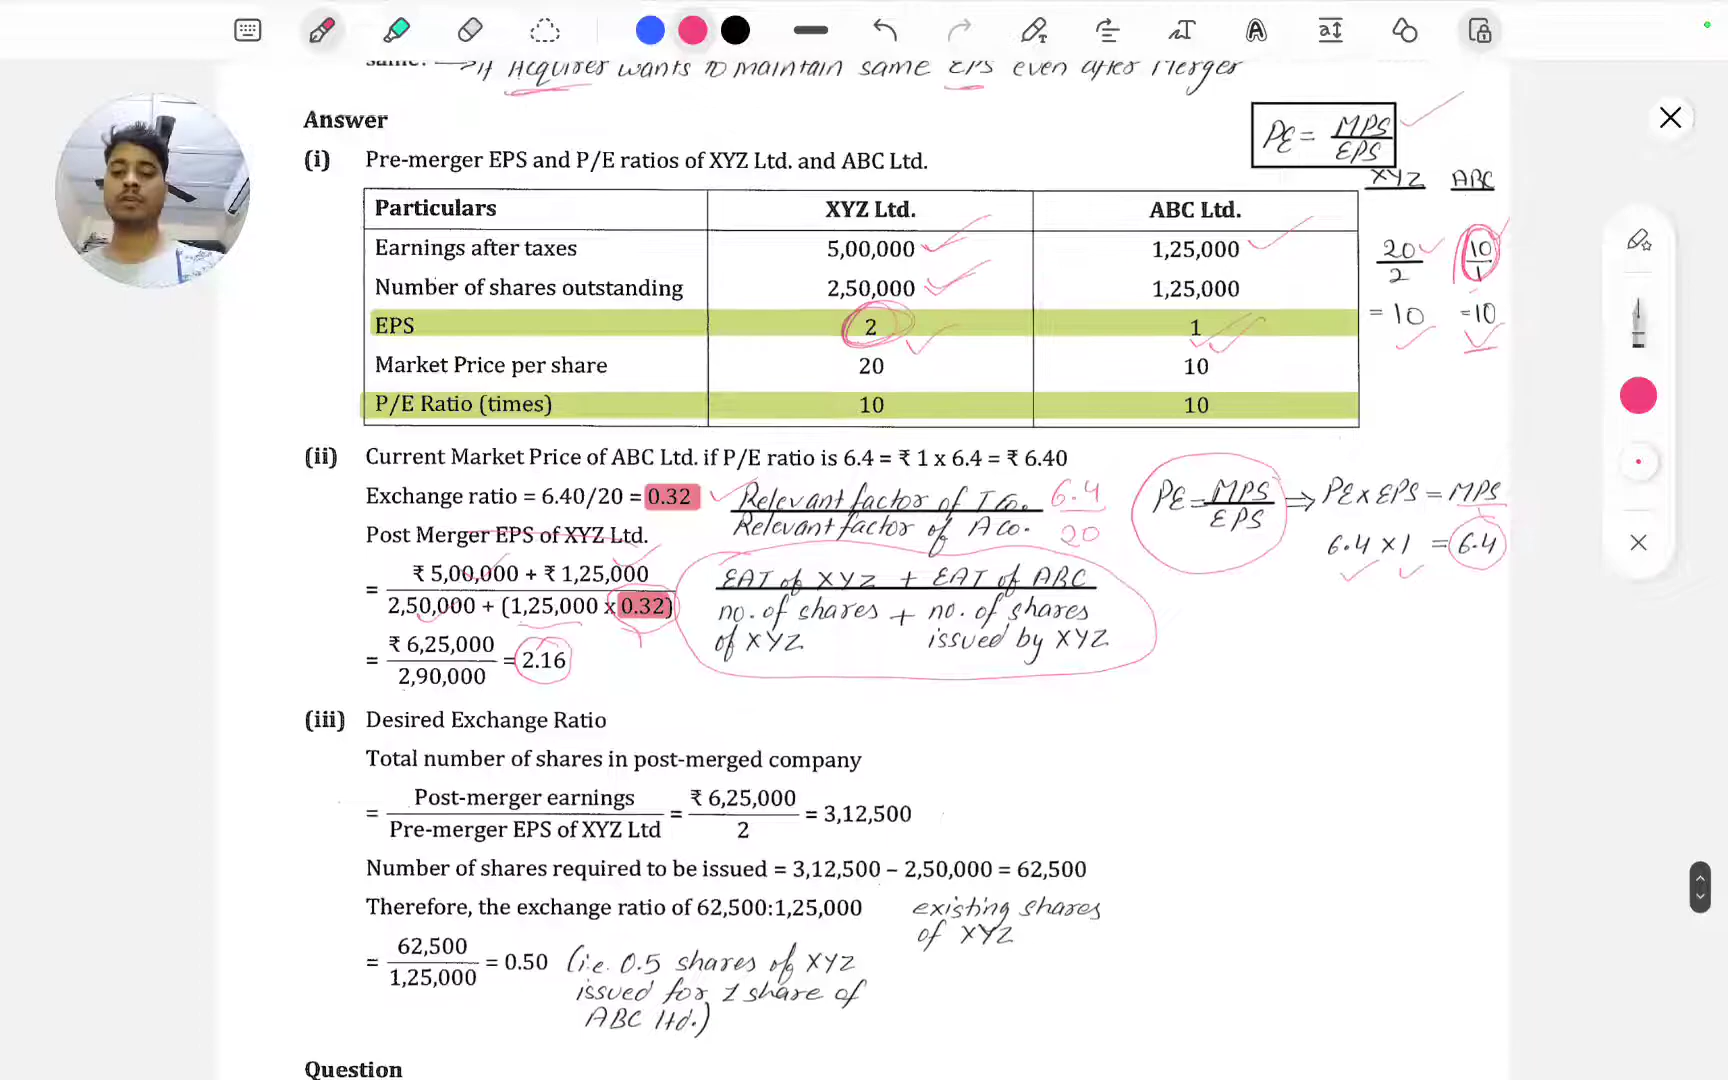 same. → if Acquirer wants to maintain same EPS even after Merger
Answer
PE = MPS / EPS
(i) Pre-merger EPS and P/E ratios of XYZ Ltd. and ABC Ltd.
XYZ ABC
Particulars XYZ Ltd. ABC Ltd.
Earnings after taxes 5,00,000 1,25,000
20/2 10/1
Number of shares outstanding 2,50,000 1,25,000
= 10 =10
EPS 2 1
Market Price per share 20 10
P/E Ratio (times) 10 10
(ii) Current Market Price of ABC Ltd. if P/E ratio is 6.4 = ₹ 1 x 6.4 = ₹ 6.40
Exchange ratio = 6.40/20 = 0.32
Relevant factor of T Co. 6.4
Relevant factor of A Co. 20
PE = MPS / EPS ⇒ PE x EPS = MPS
6.4 x 1 = 6.4
Post Merger EPS of XYZ Ltd.
= ₹ 5,00,000 + ₹ 1,25,000
2,50,000 + (1,25,000 x 0.32)
EAT of XYZ + EAT of ABC
no. of shares + no. of shares
of XYZ issued by XYZ
= ₹ 6,25,000 / 2,90,000 = 2.16
(iii) Desired Exchange Ratio
Total number of shares in post-merged company
= Post-merger earnings / Pre-merger EPS of XYZ Ltd = ₹ 6,25,000 / 2 = 3,12,500
Number of shares required to be issued = 3,12,500 – 2,50,000 = 62,500
Therefore, the exchange ratio of 62,500:1,25,000
existing shares
of XYZ
= 62,500 / 1,25,000 = 0.50 (i.e. 0.5 shares of XYZ
issued for 1 share of
ABC ltd.)
Question